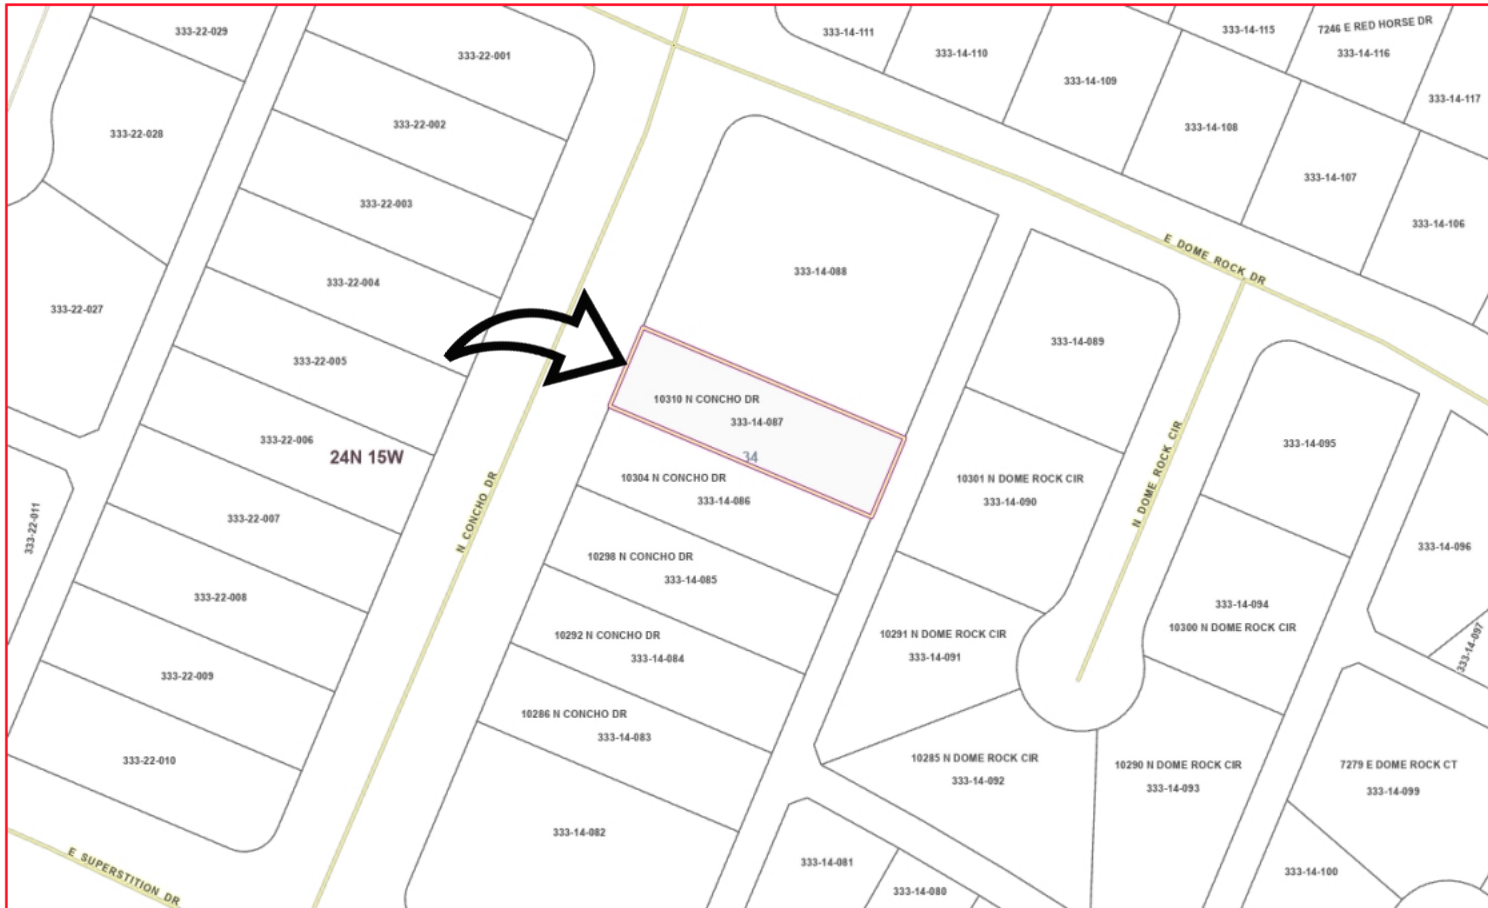 333-22-029
333-22-001
333-14-111
333-14-110
333-14-115
7246 E RED HORSE DR
333-14-116
333-14-109
333-14-117
333-22-028
333-22-002
333-14-108
333-14-107
333-22-003
333-14-106
E DOME ROCK DR
333-14-088
333-22-004
333-22-027
333-14-089
333-22-005
10310 N CONCHO DR
333-14-087
333-22-006
24N 15W
34
333-14-095
10304 N CONCHO DR
333-14-086
10301 N DOME ROCK CIR
333-14-090
N DOME ROCK CIR
N CONCHO DR
333-22-011
333-22-007
333-14-096
10298 N CONCHO DR
333-14-085
333-22-008
333-14-094
10300 N DOME ROCK CIR
10292 N CONCHO DR
333-14-084
10291 N DOME ROCK CIR
333-14-091
333-14-097
333-22-009
10286 N CONCHO DR
333-14-083
333-22-010
10285 N DOME ROCK CIR
333-14-092
10290 N DOME ROCK CIR
333-14-093
7279 E DOME ROCK CT
333-14-099
333-14-082
E SUPERSTITION DR
333-14-081
333-14-080
333-14-100